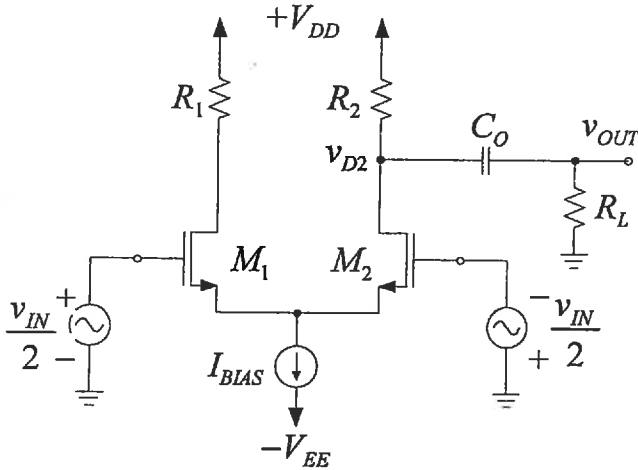 +V_DD
R_1
R_2
C_O
v_OUT
v_D2
R_L
M_1
M_2
v_IN/2
+
−
−
v_IN/2
+
I_BIAS
−V_EE